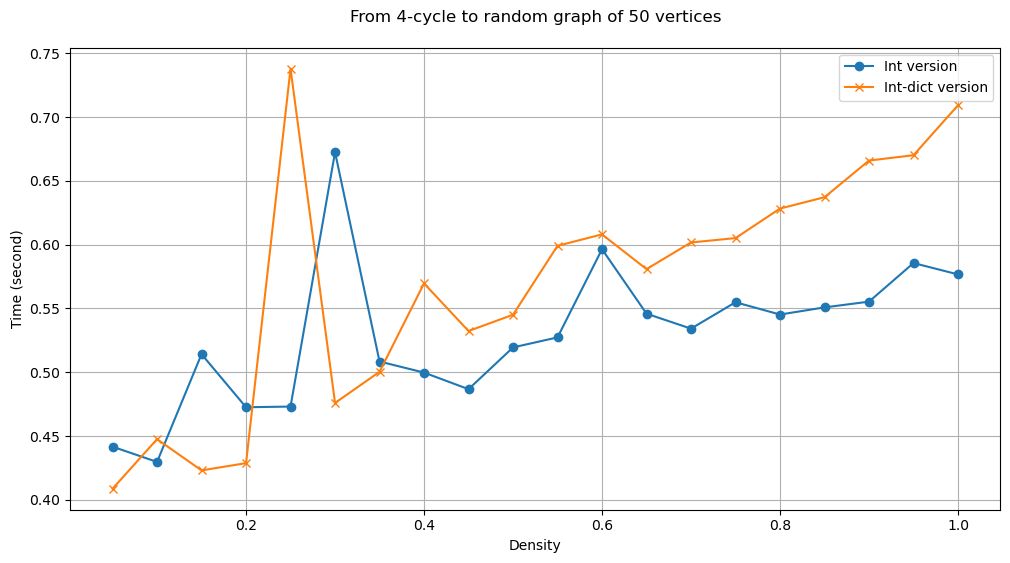 From 4-cycle to random graph of 50 vertices
Int version
Int-dict version
0.75
0.70
0.65
0.60
0.55
0.50
0.45
0.40
Time (second)
0.2 0.4 0.6 0.8 1.0
Density